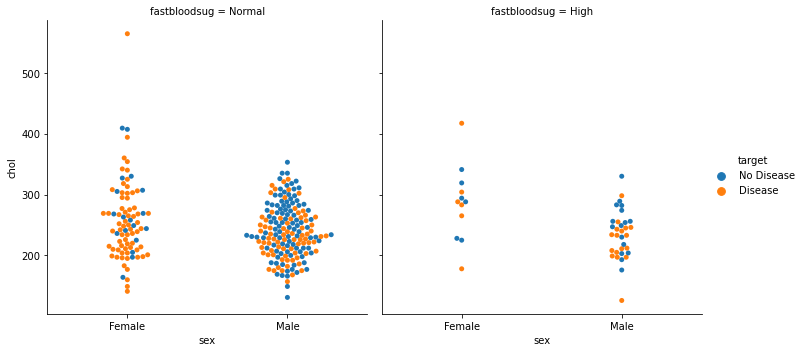 fastbloodsug = Normal
fastbloodsug = High
500
400
300
200
chol
Female
Male
sex
Female
Male
sex
target
No Disease
Disease